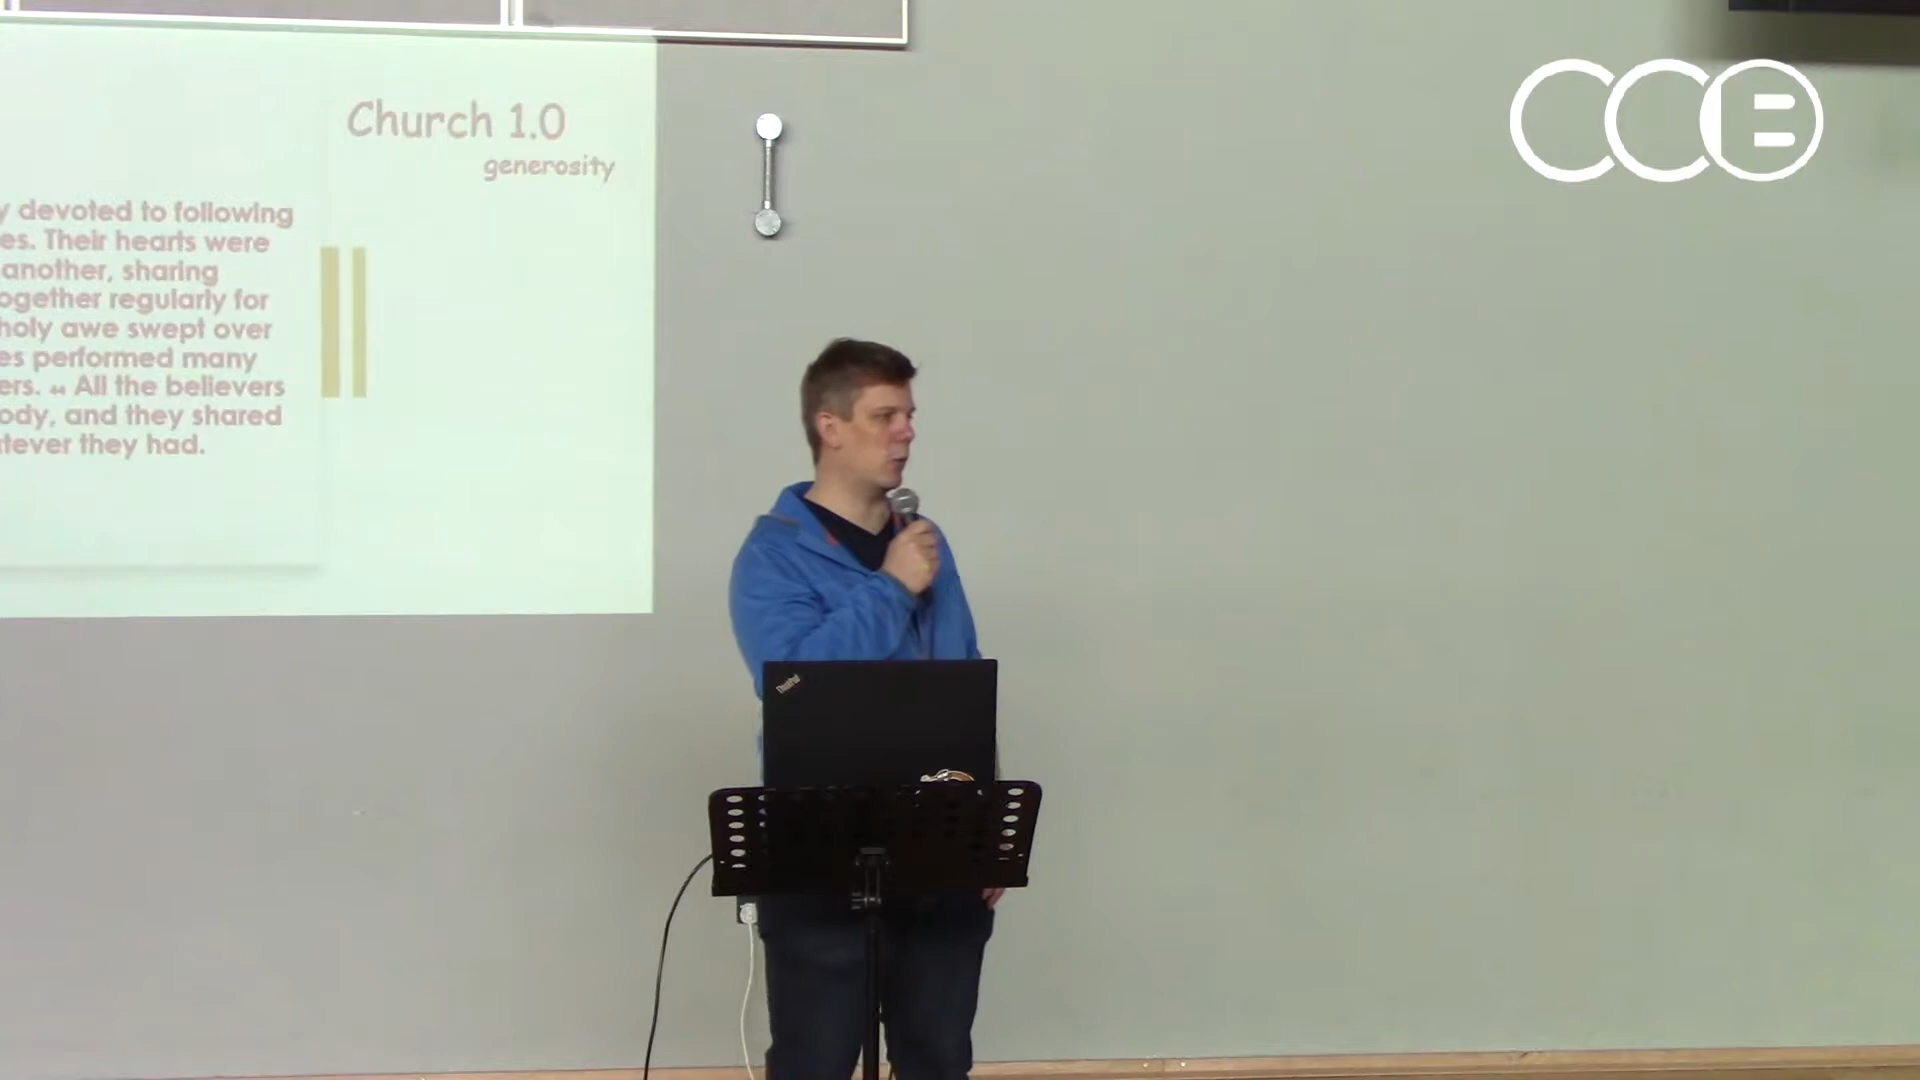 Church 1.0
generosity
y devoted to following
es. Their hearts were
another, sharing
ogether regularly for
holy awe swept over
es performed many
ers. 44 All the believers
ody, and they shared
tever they had.
CCB
ThinkPad